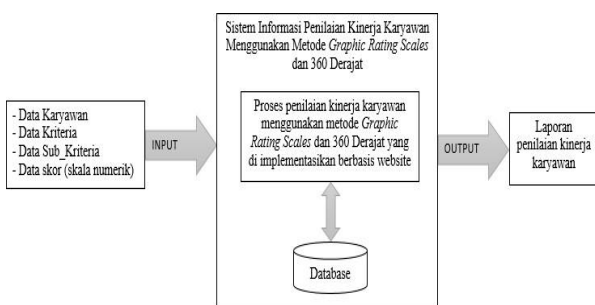 Sistem Informasi Penilaian Kinerja Karyawan
Menggunakan Metode Graphic Rating Scales
dan 360 Derajat
- Data Karyawan
- Data Kriteria
- Data Sub_Kriteria
- Data skor (skala numerik)
INPUT
Proses penilaian kinerja karyawan
menggunakan metode Graphic
Rating Scales dan 360 Derajat yang
di implementasikan berbasis website
Database
OUTPUT
Laporan
penilaian kinerja
karyawan